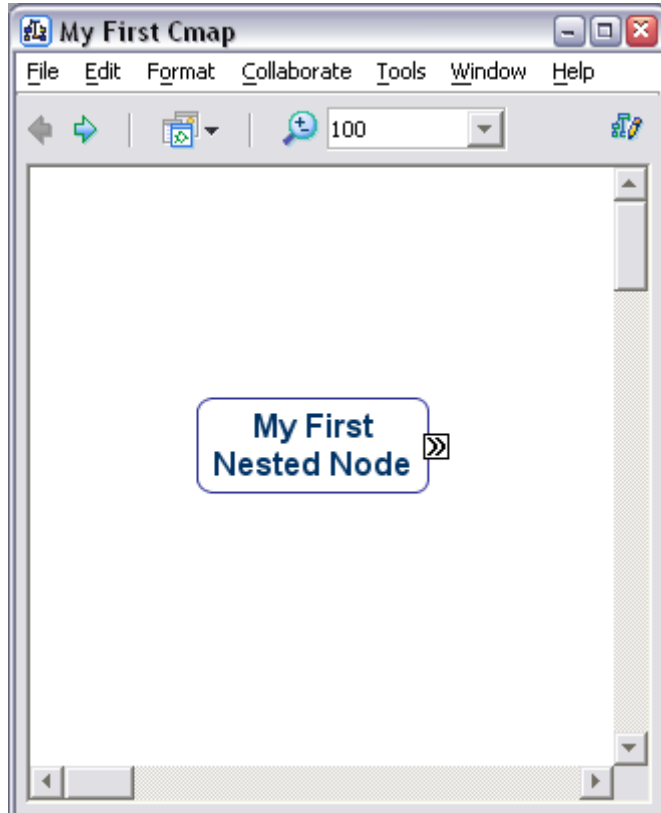 My First Cmap
File Edit Format Collaborate Tools Window Help
100
My First
Nested Node